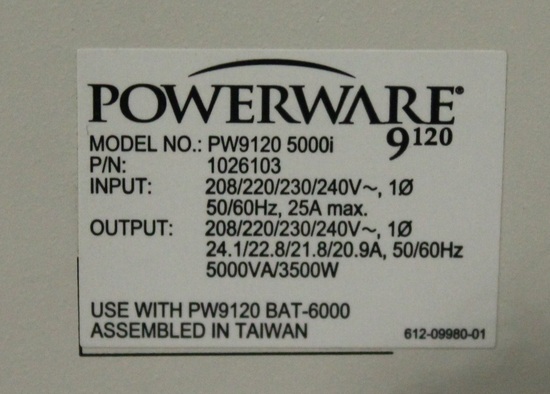 POWERWARE®
9120
MODEL NO.: PW9120 5000i
P/N: 1026103
INPUT: 208/220/230/240V~, 1Ø
50/60Hz, 25A max.
OUTPUT: 208/220/230/240V~, 1Ø
24.1/22.8/21.8/20.9A, 50/60Hz
5000VA/3500W
USE WITH PW9120 BAT-6000
ASSEMBLED IN TAIWAN 612-09980-01